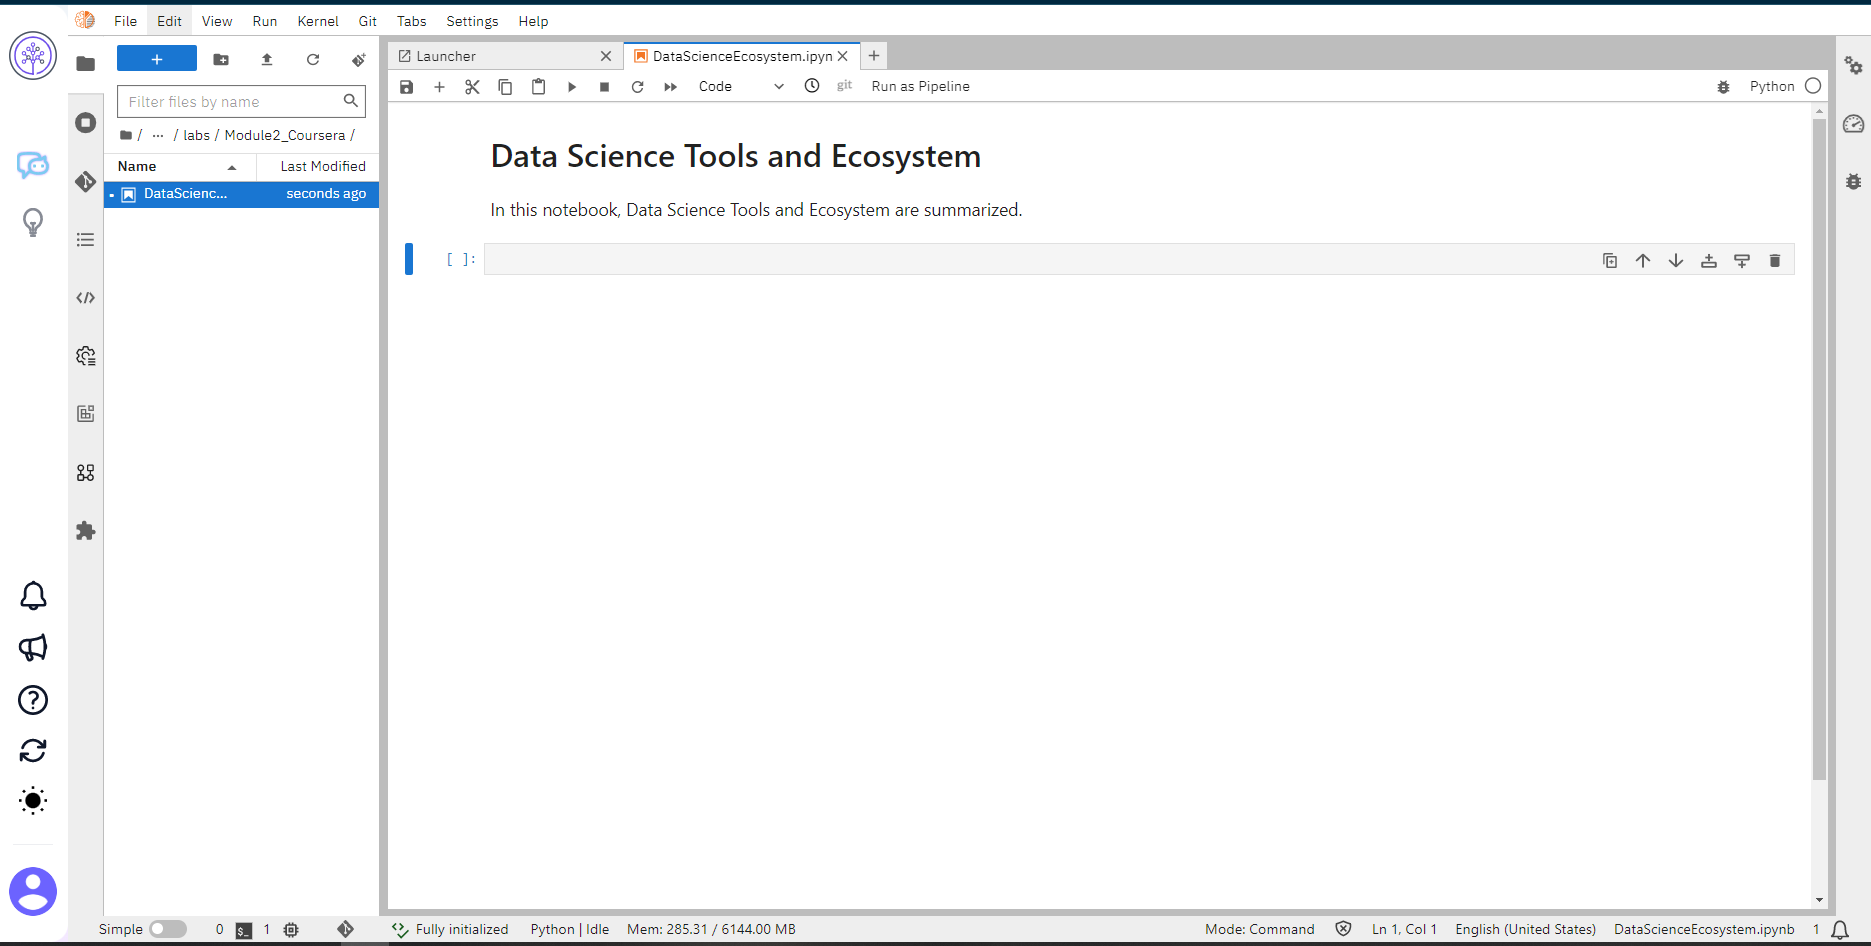 File Edit View Run Kernel Git Tabs Settings Help
+
Filter files by name
/ ··· / labs / Module2_Coursera /
Name Last Modified
DataScienc... seconds ago
Launcher
DataScienceEcosystem.ipyn
+
Code
git
Run as Pipeline
Python
Data Science Tools and Ecosystem
In this notebook, Data Science Tools and Ecosystem are summarized.
[ ]:
Simple 0 $_ 1 Fully initialized Python | Idle Mem: 285.31 / 6144.00 MB Mode: Command Ln 1, Col 1 English (United States) DataScienceEcosystem.ipynb 1